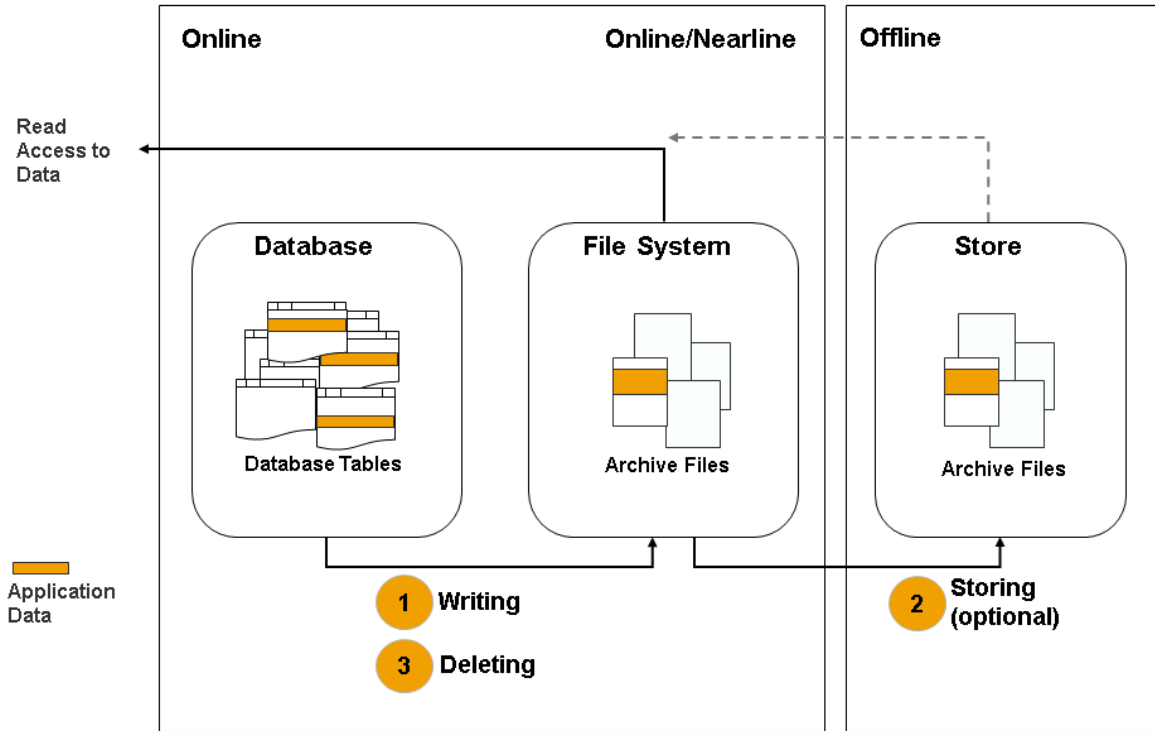 Online
Online/Nearline
Offline
Read
Access to
Data
Database
File System
Store
Database Tables
Archive Files
Archive Files
Application
Data
1 Writing
3 Deleting
2 Storing
(optional)